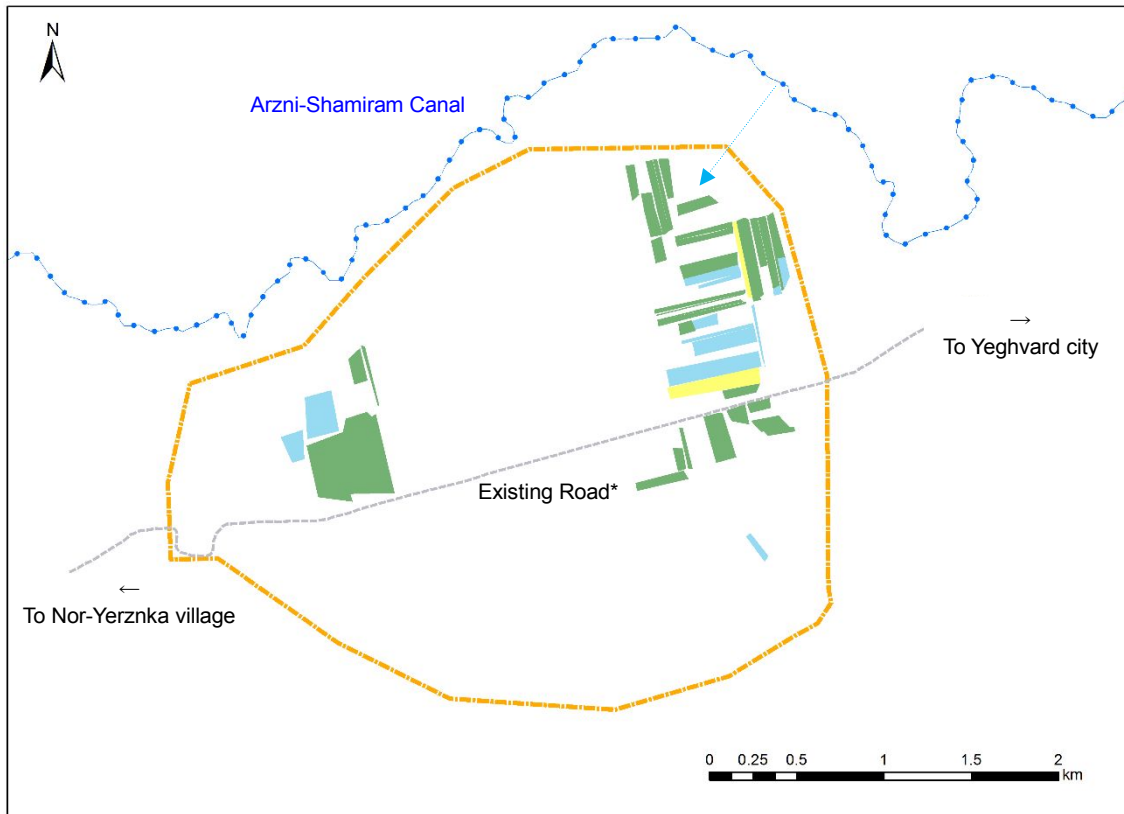 N
Arzni-Shamiram Canal
→
To Yeghvard city
Existing Road*
←
To Nor-Yerznka village
0 0.25 0.5 1 1.5 2
km